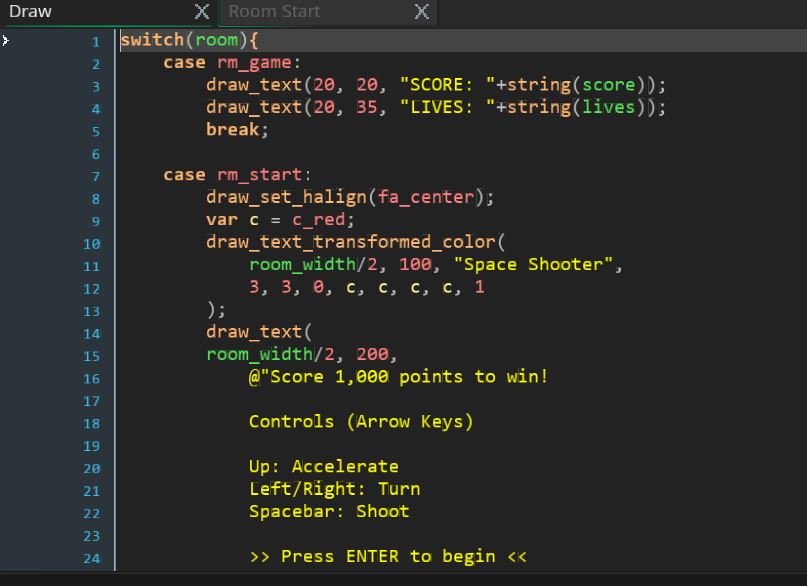 Draw X Room Start X
1 switch(room){
2 case rm_game:
3 draw_text(20, 20, "SCORE: "+string(score));
4 draw_text(20, 35, "LIVES: "+string(lives));
5 break;
6
7 case rm_start:
8 draw_set_halign(fa_center);
9 var c = c_red;
10 draw_text_transformed_color(
11 room_width/2, 100, "Space Shooter",
12 3, 3, 0, c, c, c, c, 1
13 );
14 draw_text(
15 room_width/2, 200,
16 @"Score 1,000 points to win!
17
18 Controls (Arrow Keys)
19
20 Up: Accelerate
21 Left/Right: Turn
22 Spacebar: Shoot
23
24 >> Press ENTER to begin <<